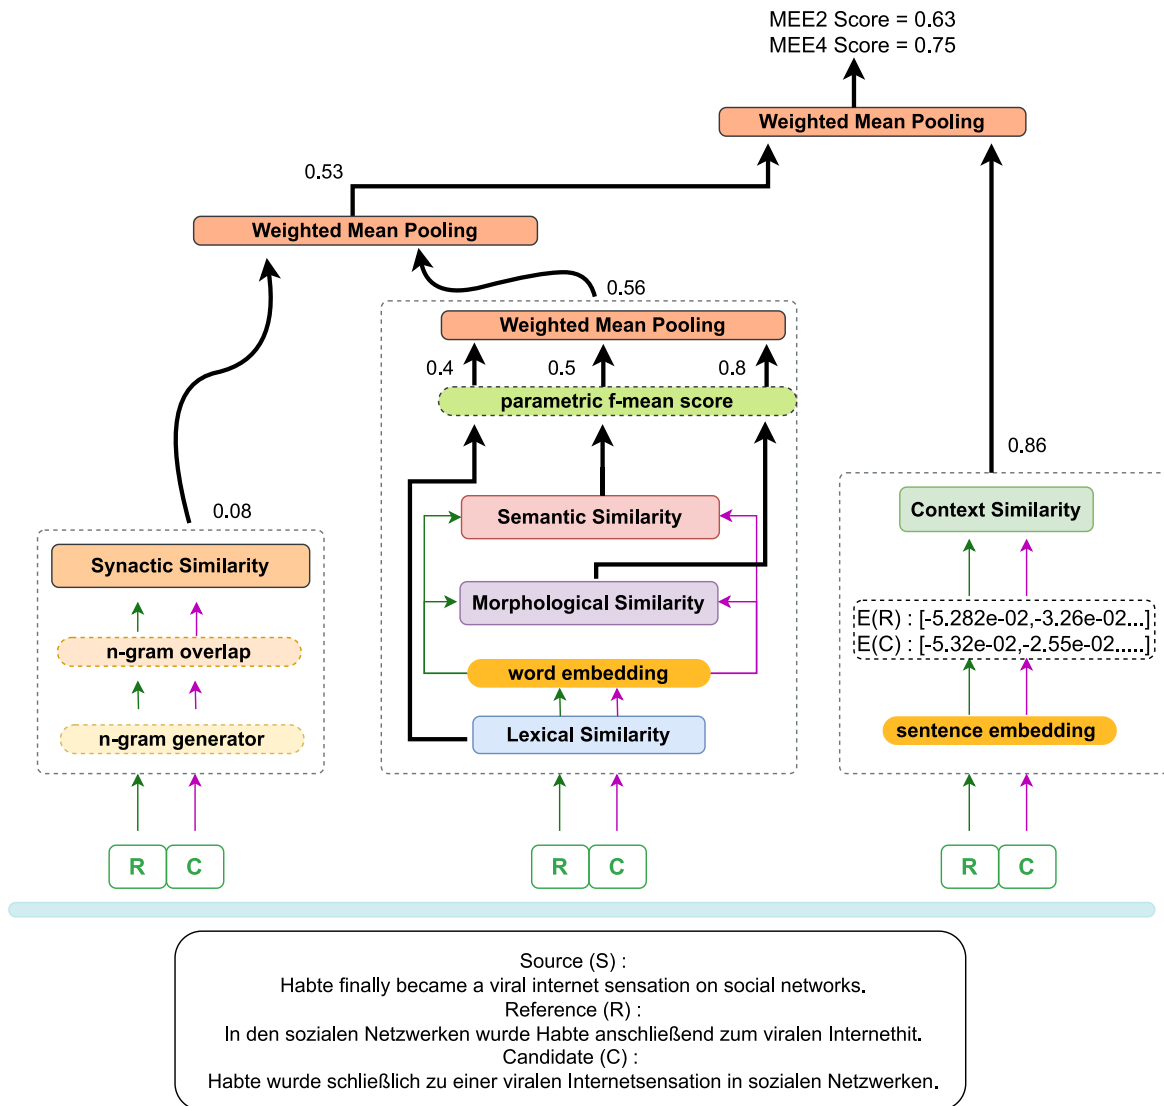 MEE2 Score = 0.63
MEE4 Score = 0.75
Weighted Mean Pooling
0.53
Weighted Mean Pooling
0.56
Weighted Mean Pooling
0.4 0.5 0.8
parametric f-mean score
0.86
0.08
Semantic Similarity
Context Similarity
Synactic Similarity
Morphological Similarity
E(R) : [-5.282e-02,-3.26e-02...]
E(C) : [-5.32e-02,-2.55e-02.....]
n-gram overlap
word embedding
n-gram generator
Lexical Similarity
sentence embedding
R C R C R C
Source (S) :
Habte finally became a viral internet sensation on social networks.
Reference (R) :
In den sozialen Netzwerken wurde Habte anschließend zum viralen Internethit.
Candidate (C) :
Habte wurde schließlich zu einer viralen Internetsensation in sozialen Netzwerken.